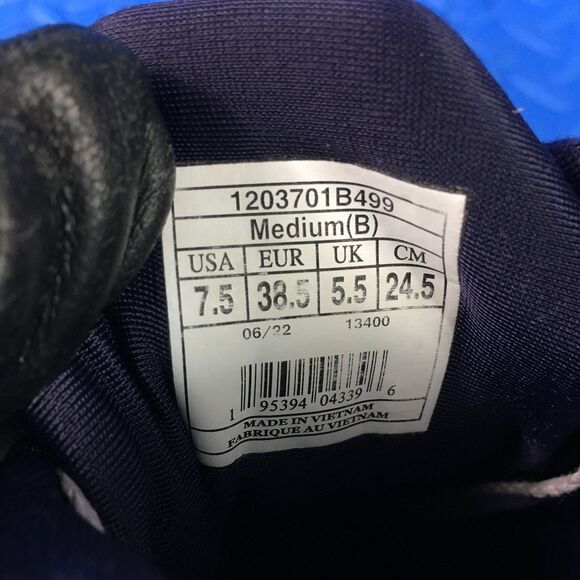 1203701B499
Medium(B)
USA EUR UK CM
7.5 38.5 5.5 24.5
06/22 13400
1 95394 04339 6
MADE IN VIETNAM
FABRIQUE AU VIETNAM